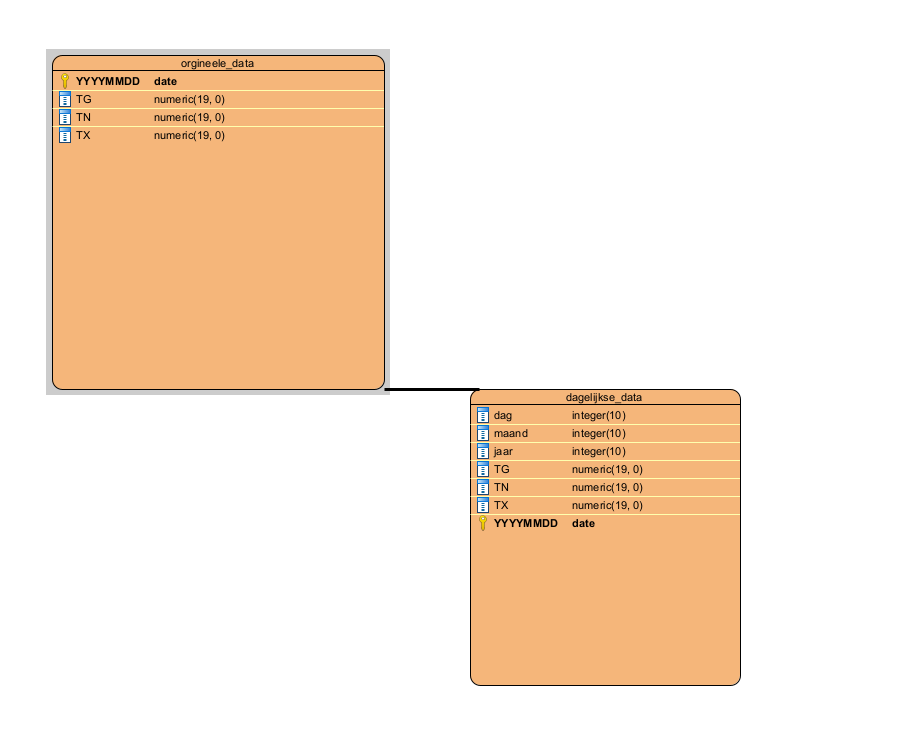 orgineele_data
YYYYMMDD date
TG numeric(19, 0)
TN numeric(19, 0)
TX numeric(19, 0)
dagelijkse_data
dag integer(10)
maand integer(10)
jaar integer(10)
TG numeric(19, 0)
TN numeric(19, 0)
TX numeric(19, 0)
YYYYMMDD date